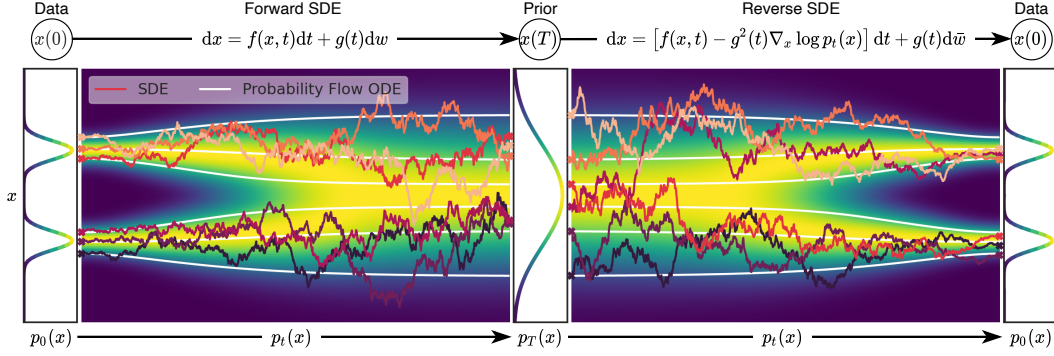 Data Forward SDE Prior Reverse SDE Data
x(0) dx = f(x, t)dt + g(t)dw x(T) dx = [f(x, t) − g²(t)∇ₓ log pₜ(x)] dt + g(t)dw̄ x(0)
SDE Probability Flow ODE
x
p₀(x) pₜ(x) p_T(x) pₜ(x) p₀(x)